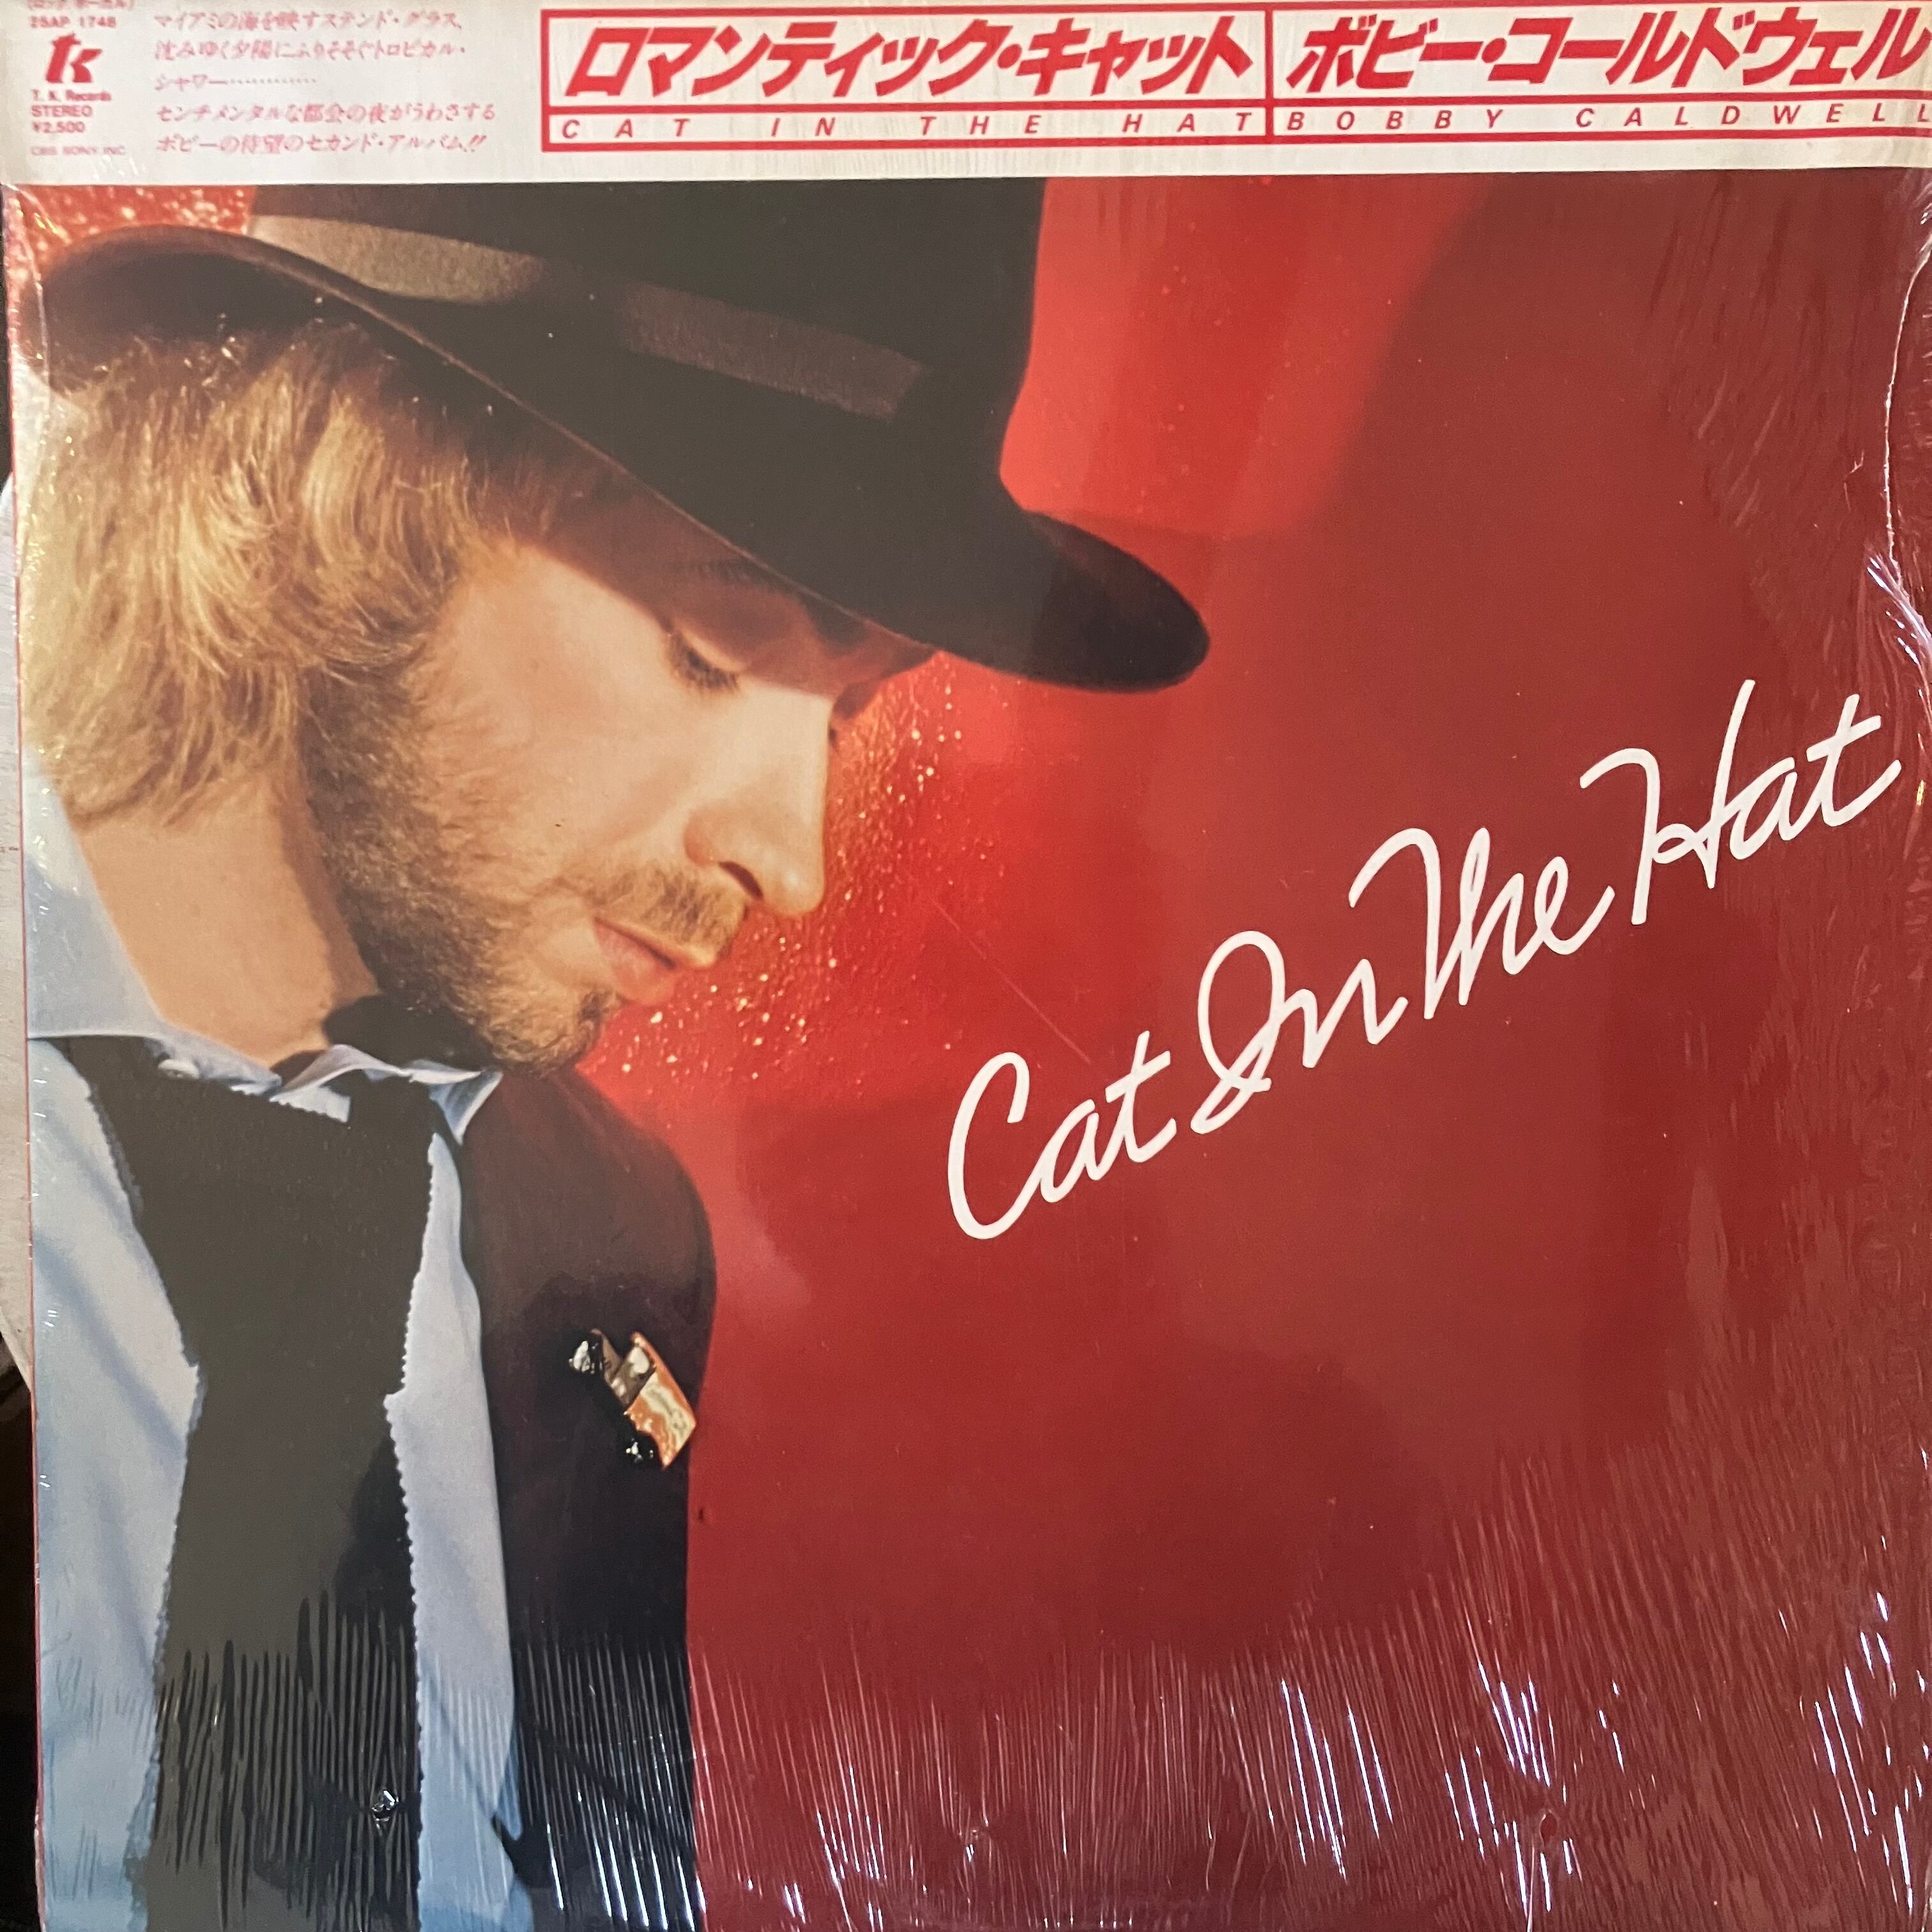 (ロック ボーカル)
25AP 1748
tk
T. K. Records
STEREO
¥2,500
CBS SONY INC
マイアミの海を映すステンド・グラス、
沈みゆく夕陽にふりそそぐトロピカル・
シャワー…………
センチメンタルな都会の夜がうわさする
ボビーの待望のセカンド・アルバム!!
ロマンティック・キャット
CAT IN THE HAT
ボビー・コールドウェル
BOBBY CALDWELL
Cat In The Hat